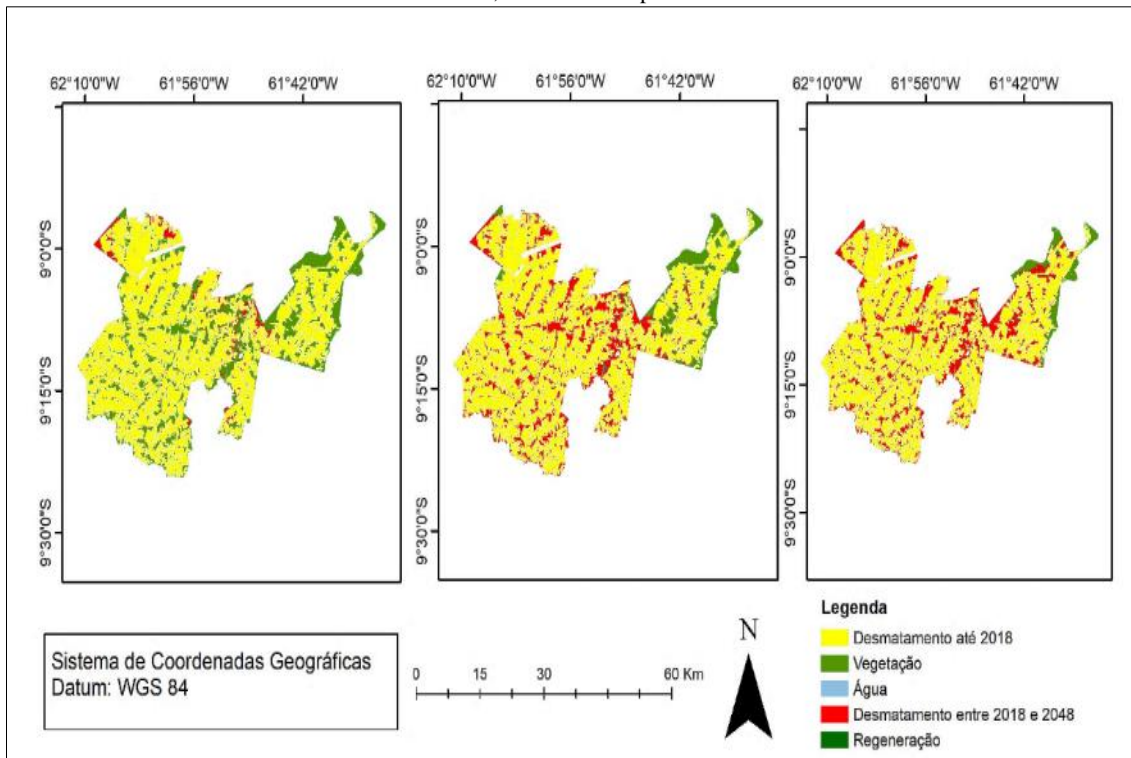 62°10'0"W 61°56'0"W 61°42'0"W
62°10'0"W 61°56'0"W 61°42'0"W
62°10'0"W 61°56'0"W 61°42'0"W
9°0'0"S
9°15'0"S
9°30'0"S
9°0'0"S
9°15'0"S
9°30'0"S
9°0'0"S
9°15'0"S
9°30'0"S
Sistema de Coordenadas Geográficas
Datum: WGS 84
0 15 30 60 Km
N
Legenda
Desmatamento até 2018
Vegetação
Água
Desmatamento entre 2018 e 2048
Regeneração